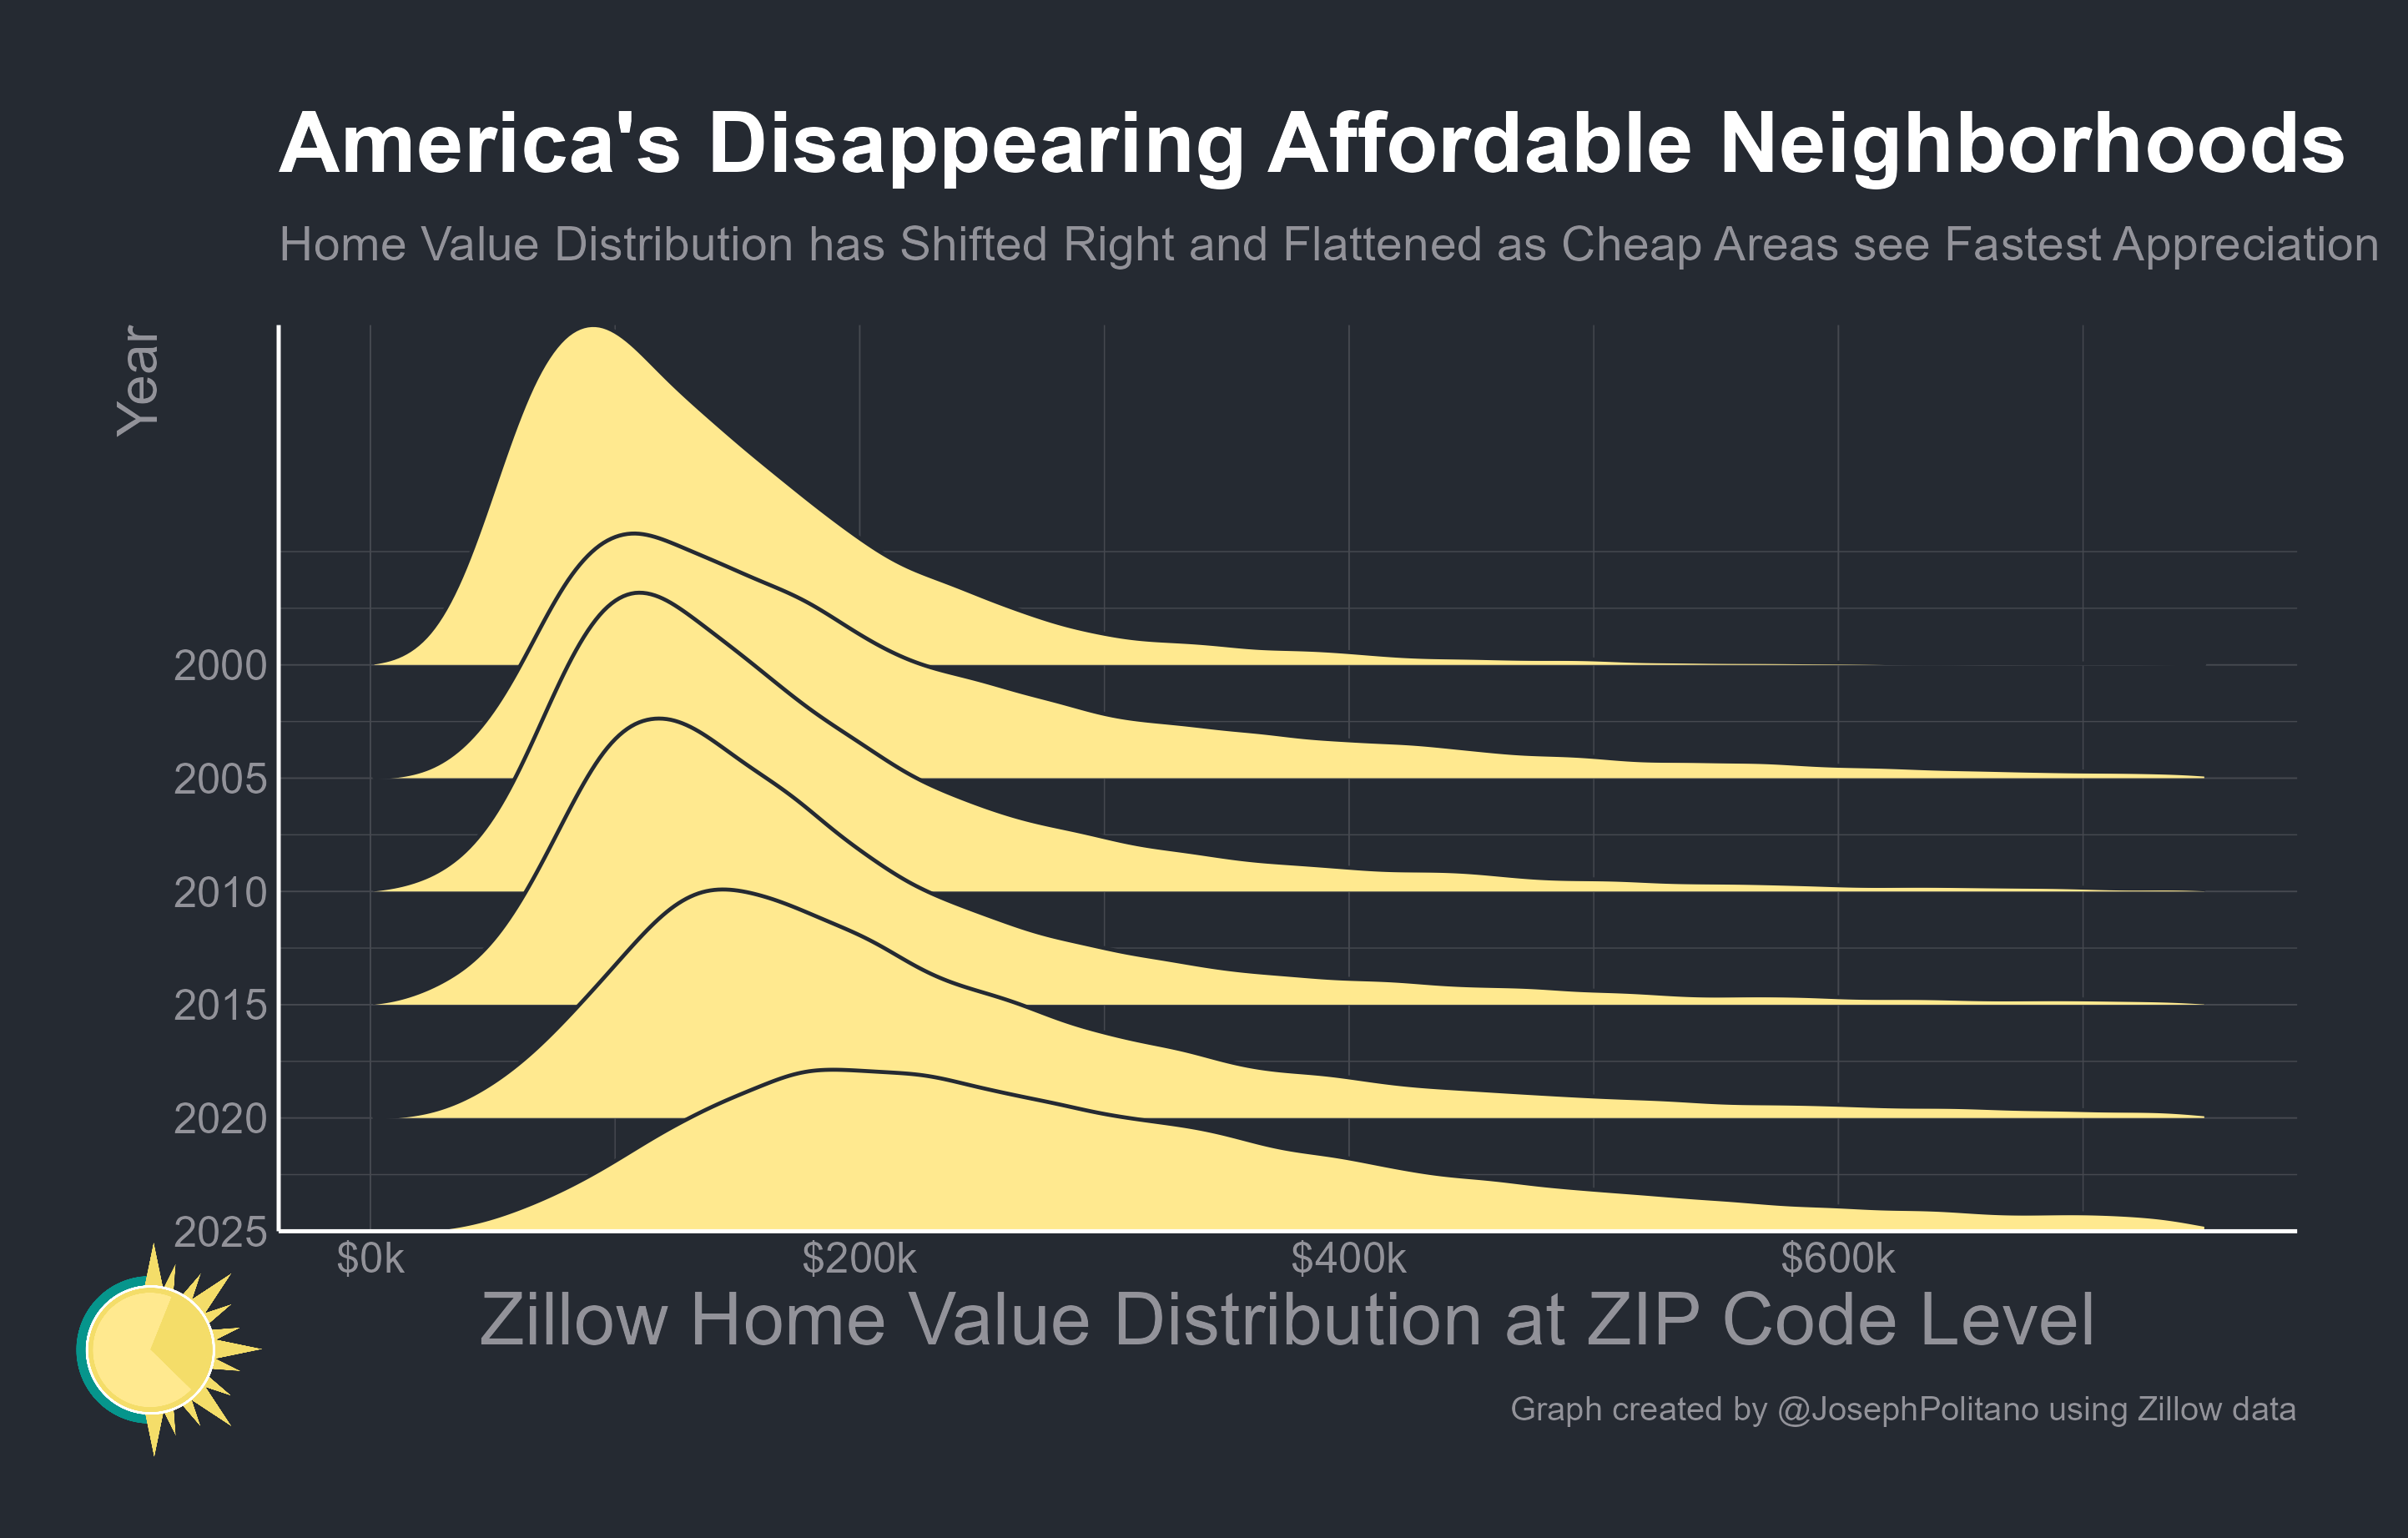 America's Disappearing Affordable Neighborhoods
Home Value Distribution has Shifted Right and Flattened as Cheap Areas see Fastest Appreciation
Year
2000
2005
2010
2015
2020
2025
$0k $200k $400k $600k
Zillow Home Value Distribution at ZIP Code Level
Graph created by @JosephPolitano using Zillow data